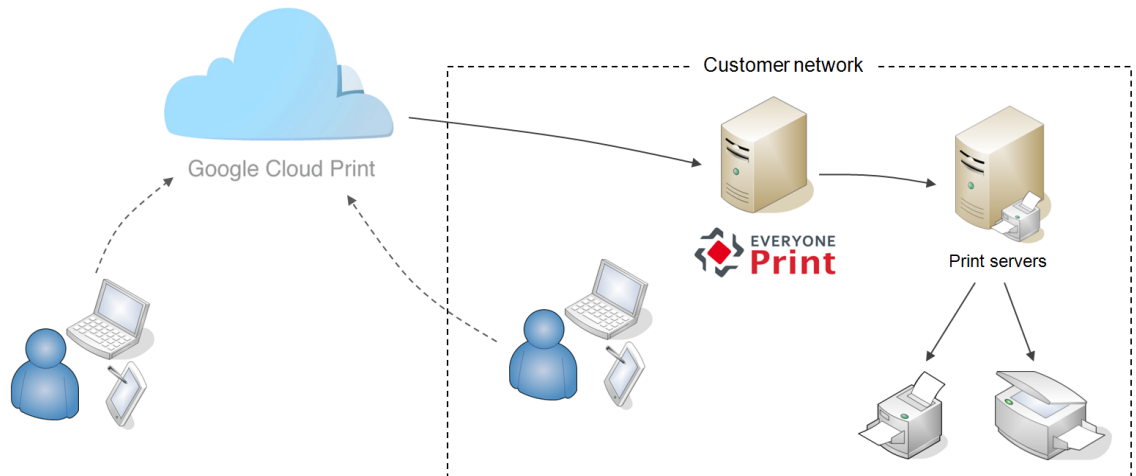 Customer network
Google Cloud Print
EVERYONE
Print
Print servers